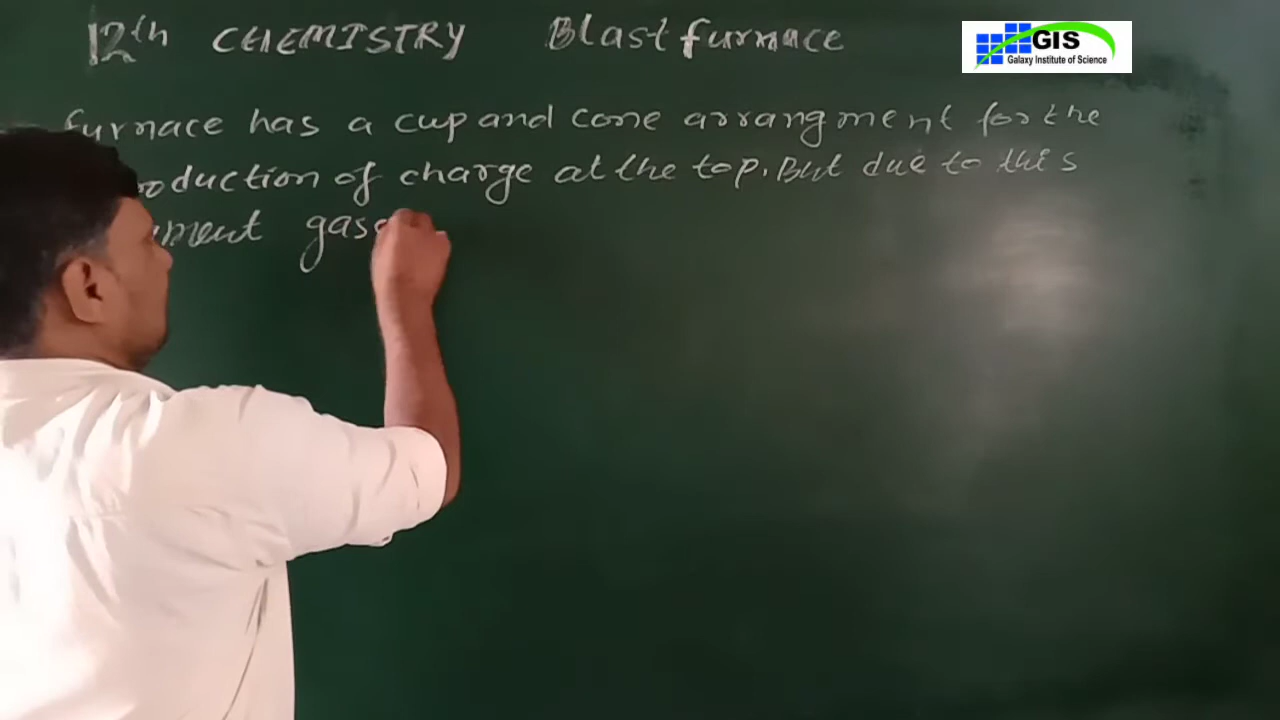 12th CHEMISTRY Blast furnace
GIS
Galaxy Institute of Science
furnace has a cup and cone arrangment for the
oduction of charge at the top. But due to this
ment gas